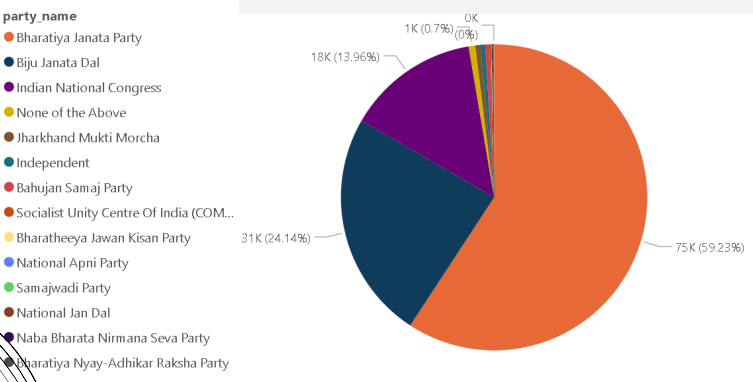 party_name
Bharatiya Janata Party
Biju Janata Dal
Indian National Congress
None of the Above
Jharkhand Mukti Morcha
Independent
Bahujan Samaj Party
Socialist Unity Centre Of India (COM...
Bharatheeya Jawan Kisan Party
National Apni Party
Samajwadi Party
National Jan Dal
Naba Bharata Nirmana Seva Party
Bharatiya Nyay-Adhikar Raksha Party
0K
(0%)
1K (0.7%)
18K (13.96%)
31K (24.14%)
75K (59.23%)